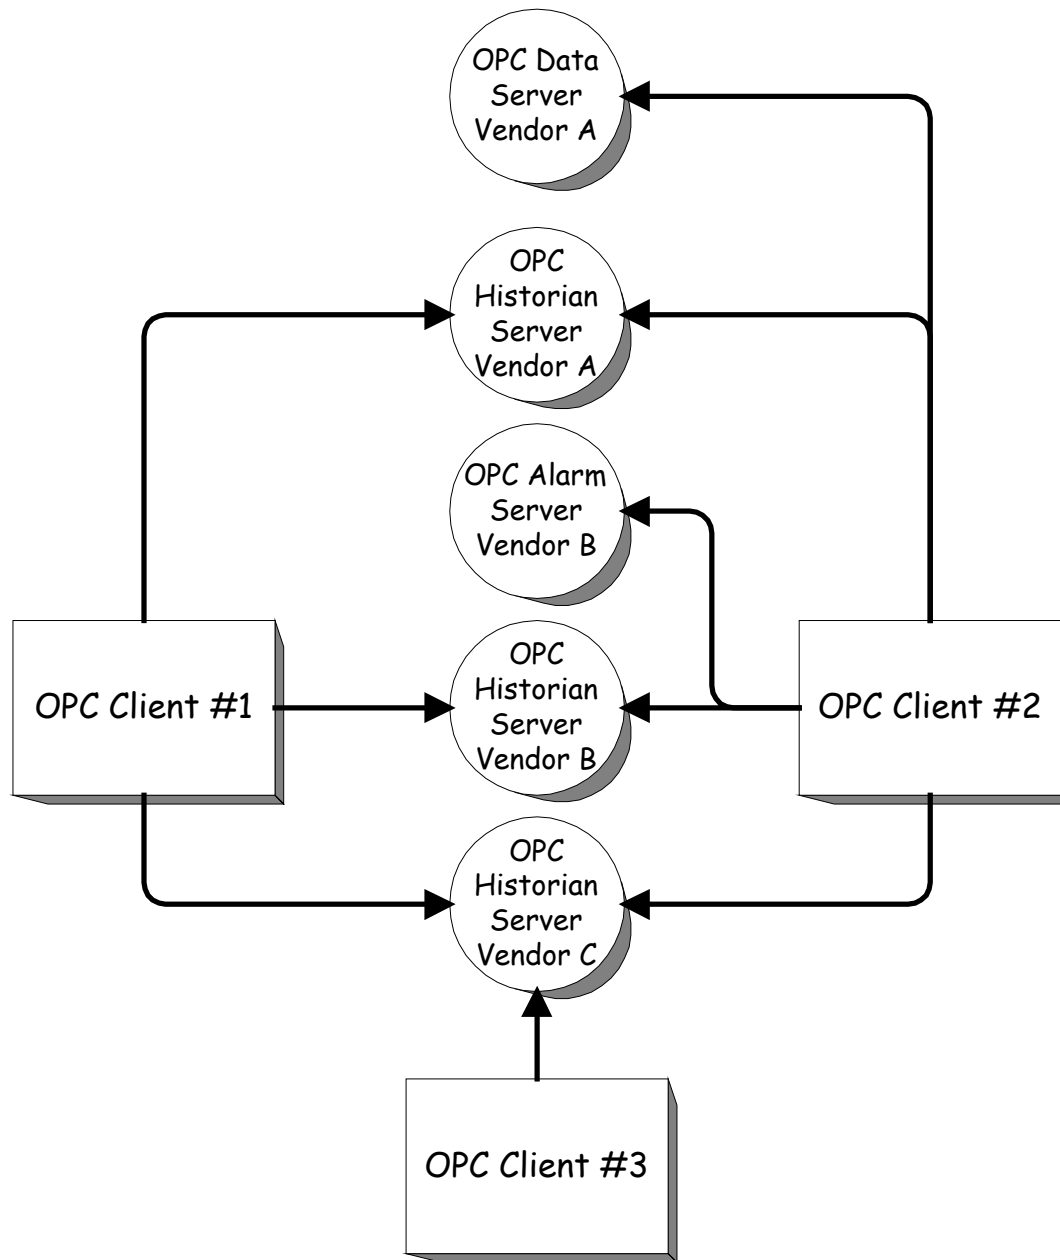 OPC Data
Server
Vendor A
OPC
Historian
Server
Vendor A
OPC Alarm
Server
Vendor B
OPC Client #1
OPC
Historian
Server
Vendor B
OPC Client #2
OPC
Historian
Server
Vendor C
OPC Client #3